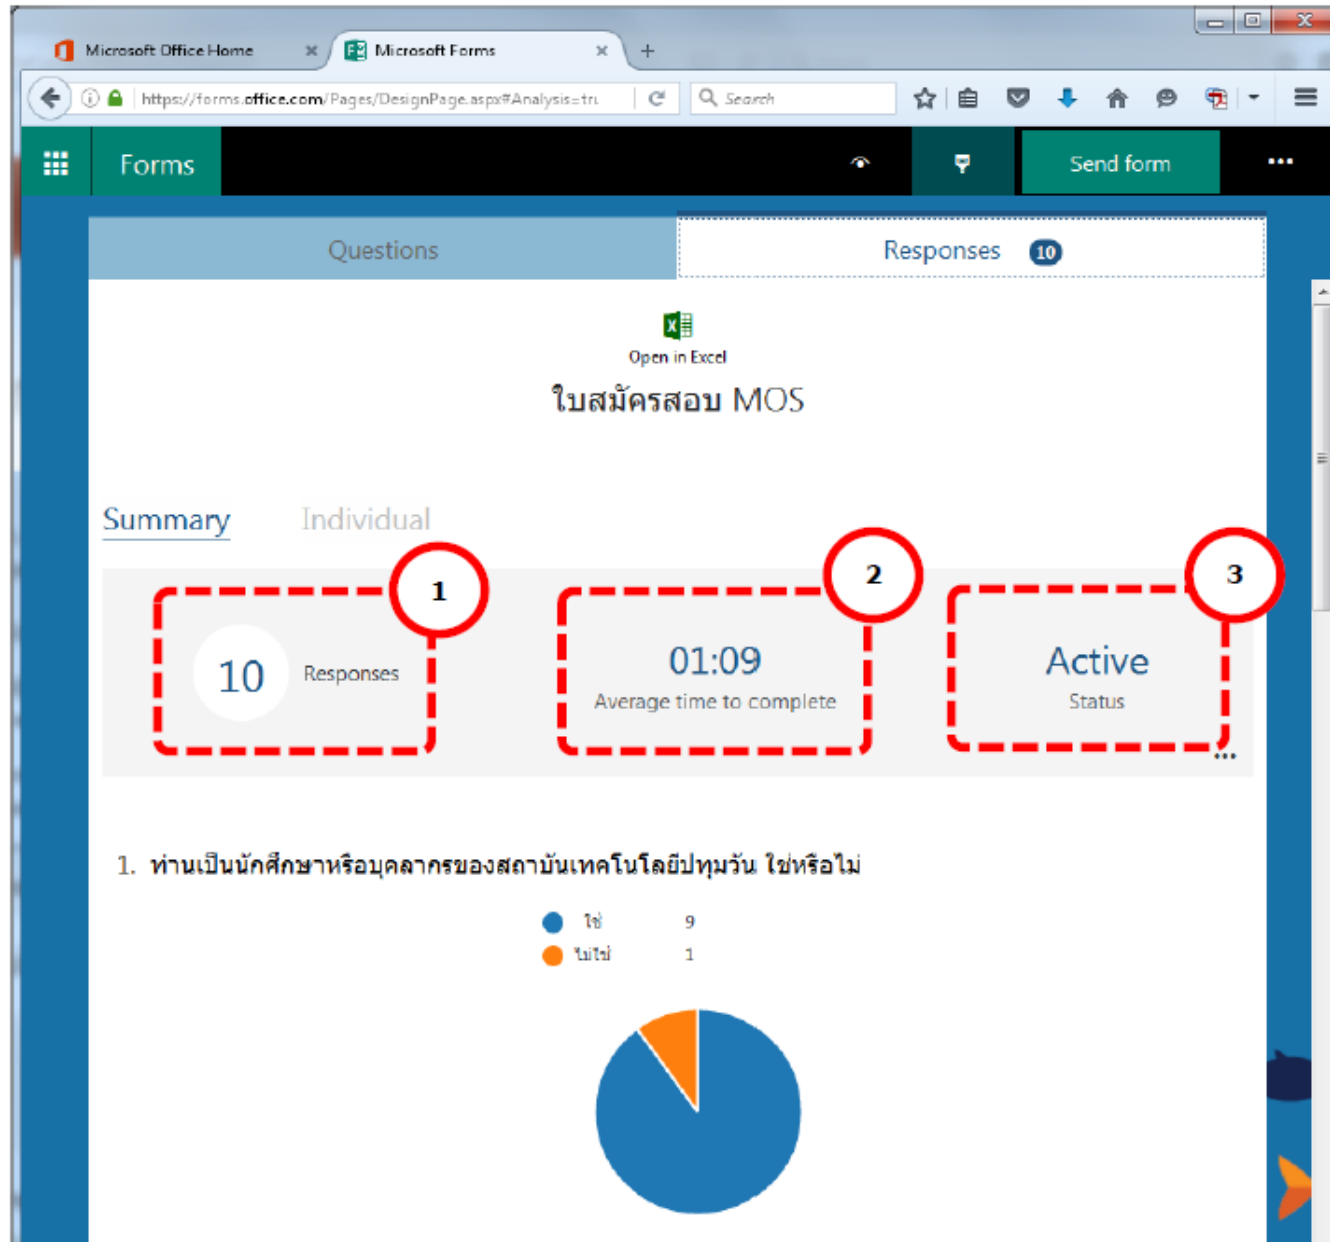 Microsoft Office Home
Microsoft Forms
https://forms.office.com/Pages/DesignPage.aspx#Analysis=tru
Search
Forms
Send form
Questions
Responses 10
Open in Excel
ใบสมัครสอบ MOS
Summary
Individual
1
2
3
10 Responses
01:09
Average time to complete
Active
Status
1. ท่านเป็นนักศึกษาหรือบุคลากรของสถาบันเทคโนโลยีปทุมวัน ใช่หรือไม่
ใช่ 9
ไม่ใช่ 1